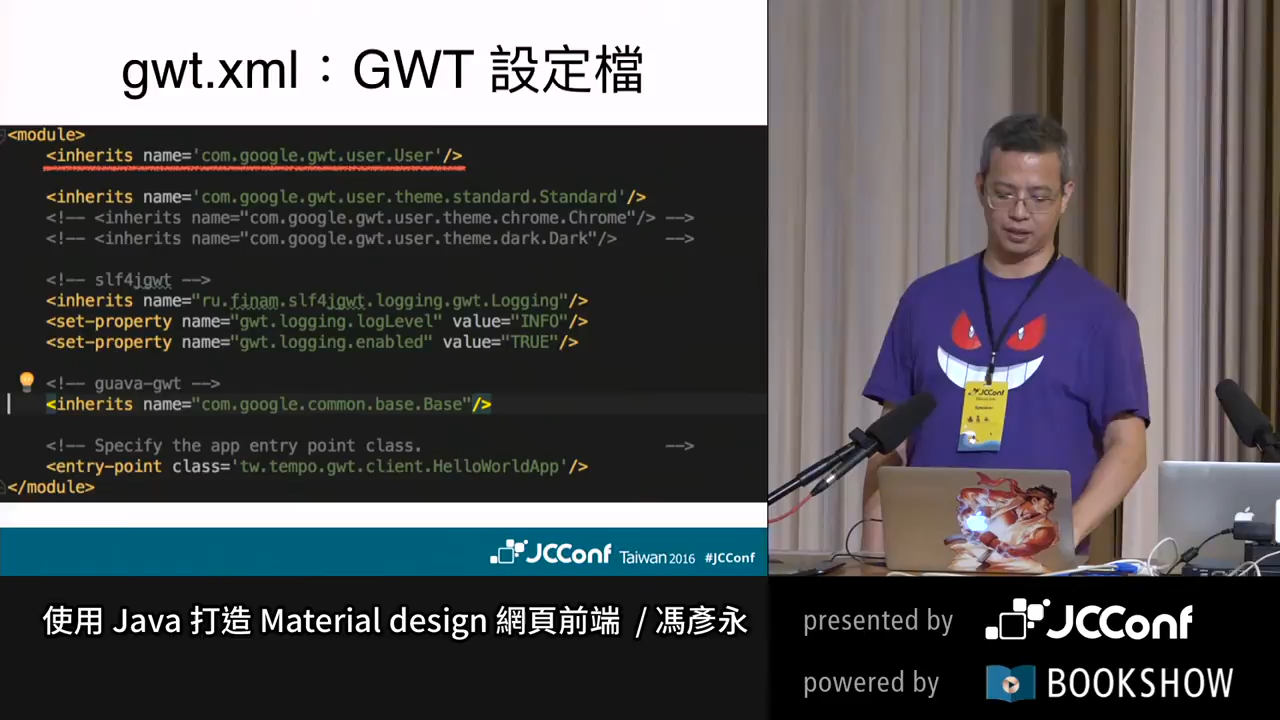 gwt.xml：GWT 設定檔
<module>
<inherits name='com.google.gwt.user.User'/>
<inherits name='com.google.gwt.user.theme.standard.Standard'/>
<!-- <inherits name="com.google.gwt.user.theme.chrome.Chrome"/> -->
<!-- <inherits name="com.google.gwt.user.theme.dark.Dark"/> -->
<!-- slf4jgwt -->
<inherits name="ru.finam.slf4jgwt.logging.gwt.Logging"/>
<set-property name="gwt.logging.logLevel" value="INFO"/>
<set-property name="gwt.logging.enabled" value="TRUE"/>
<!-- guava-gwt -->
<inherits name="com.google.common.base.Base"/>
<!-- Specify the app entry point class. -->
<entry-point class='tw.tempo.gwt.client.HelloWorldApp'/>
</module>
JCConf Taiwan 2016 #JCConf
JCConf
使用 Java 打造 Material design 網頁前端 / 馮彥永
presented by JCConf
powered by BOOKSHOW